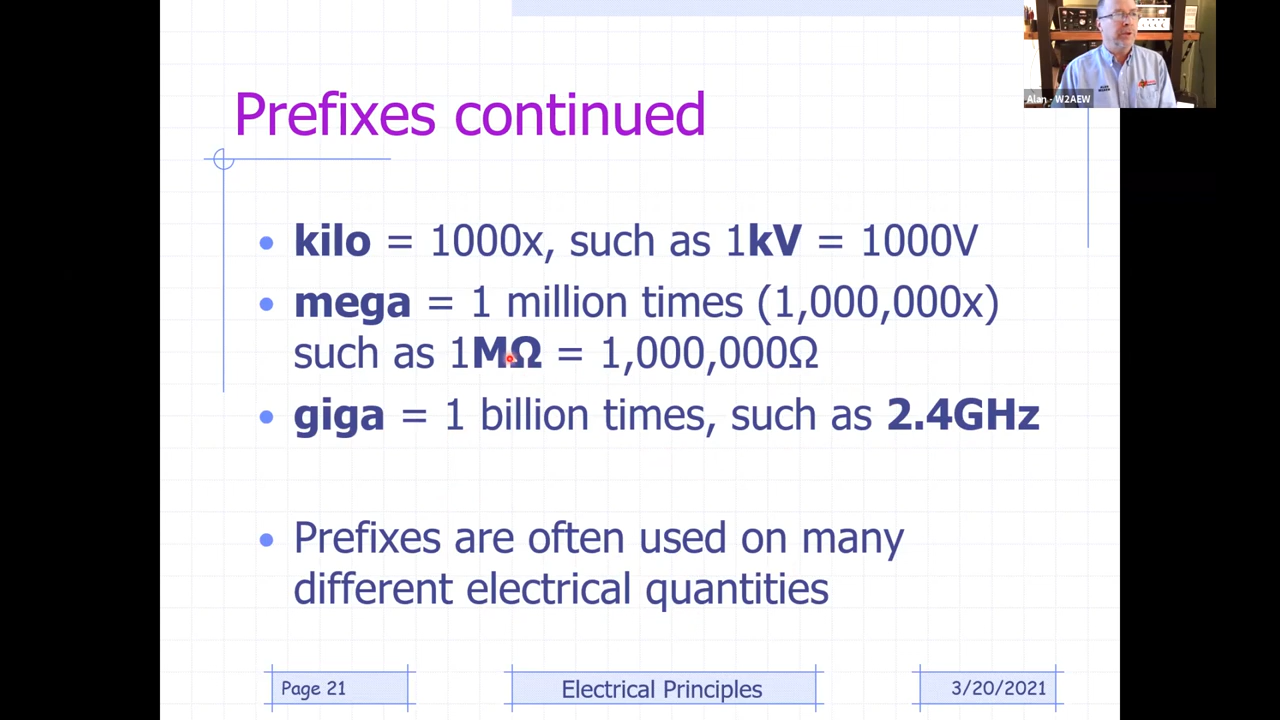 Prefixes continued
Alan - W2AEW
kilo = 1000x, such as 1kV = 1000V
mega = 1 million times (1,000,000x)
such as 1MΩ = 1,000,000Ω
giga = 1 billion times, such as 2.4GHz
Prefixes are often used on many
different electrical quantities
Page 21
Electrical Principles
3/20/2021